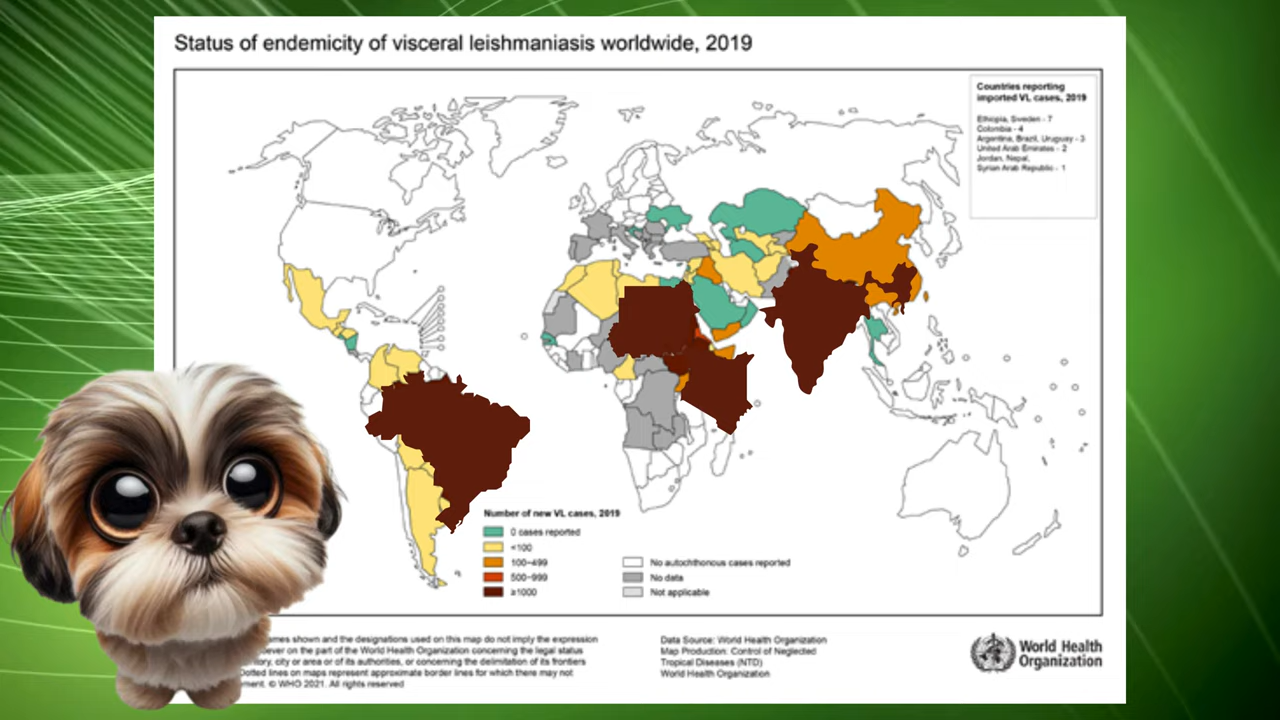 Status of endemicity of visceral leishmaniasis worldwide, 2019
Countries reporting
imported VL cases, 2019
Ethiopia, Sweden - 7
Colombia - 4
Argentina, Brazil, Uruguay - 3
United Arab Emirates - 2
Jordan, Nepal,
Syrian Arab Republic - 1
Number of new VL cases, 2019
0 cases reported
<100
100–499
500–999
≥1000
No autochthonous cases reported
No data
Not applicable
ames shown and the designations used on this map do not imply the expression
ever on the part of the World Health Organization concerning the legal status
tory, city or area or of its authorities, or concerning the delimitation of its frontiers
Dotted lines on maps represent approximate border lines for which there may not
ment. © WHO 2021. All rights reserved
Data Source: World Health Organization
Map Production: Control of Neglected
Tropical Diseases (NTD)
World Health Organization
World Health
Organization